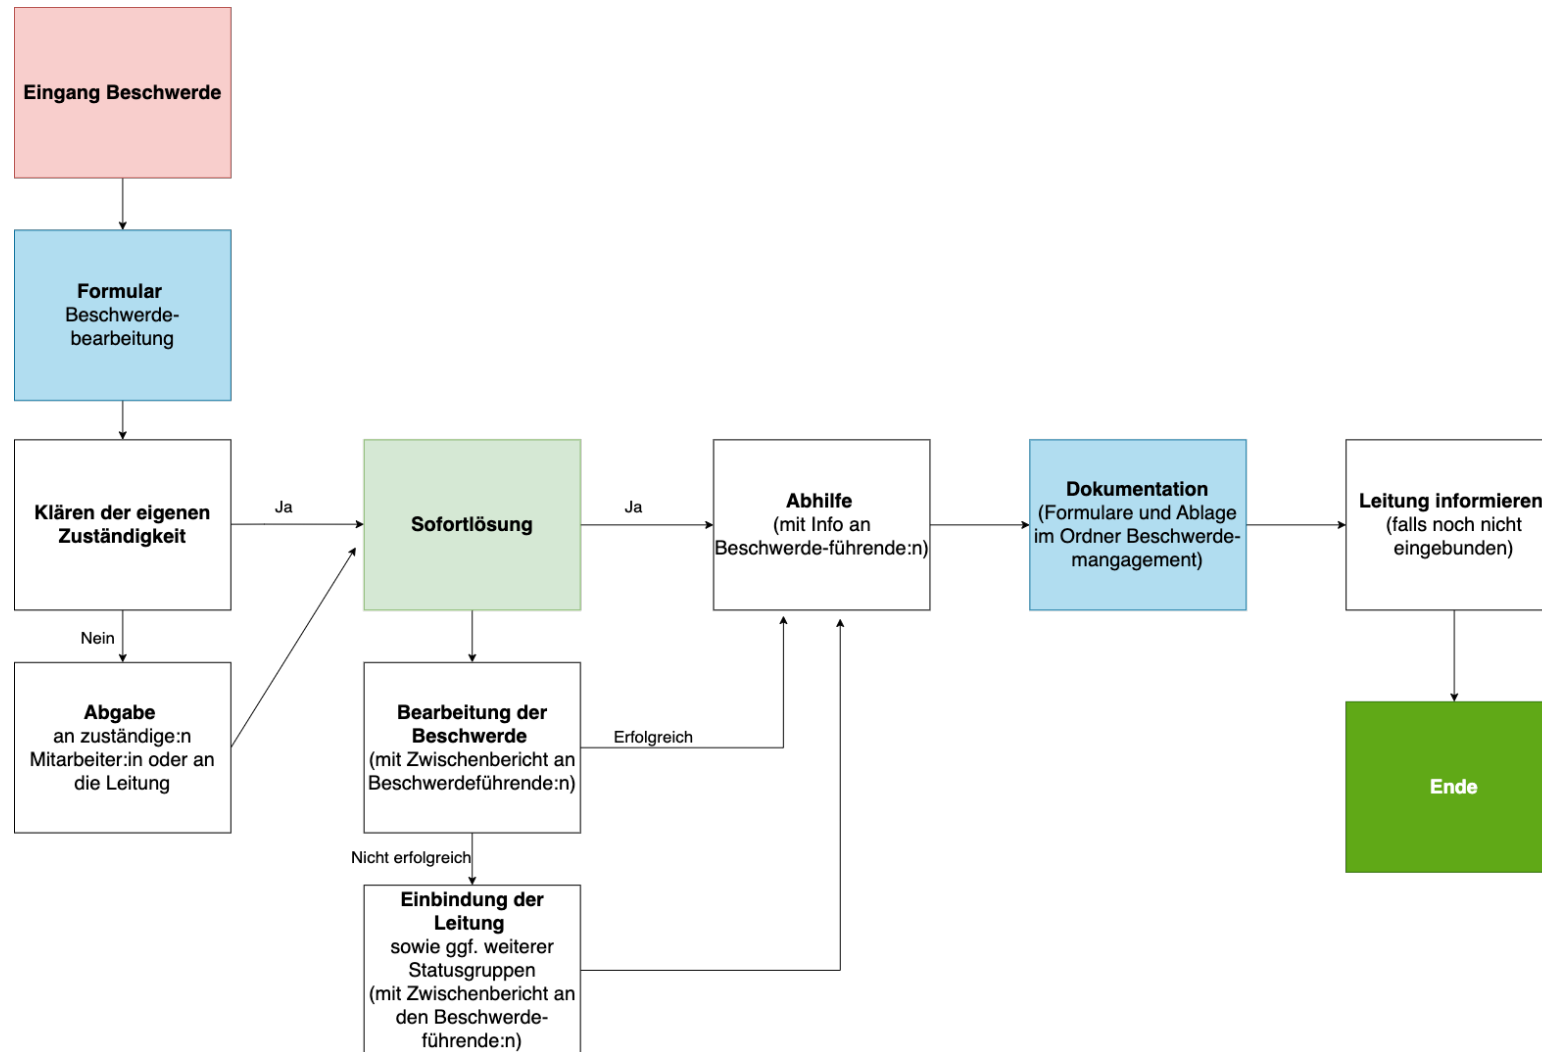 Eingang Beschwerde
Formular
Beschwerde-
bearbeitung
Klären der eigenen
Zuständigkeit
Ja
Sofortlösung
Ja
Abhilfe
(mit Info an
Beschwerde-führende:n)
Dokumentation
(Formulare und Ablage
im Ordner Beschwerde-
mangagement)
Leitung informieren
(falls noch nicht
eingebunden)
Nein
Abgabe
an zuständige:n
Mitarbeiter:in oder an
die Leitung
Bearbeitung der
Beschwerde
(mit Zwischenbericht an
Beschwerdeführende:n)
Erfolgreich
Ende
Nicht erfolgreich
Einbindung der
Leitung
sowie ggf. weiterer
Statusgruppen
(mit Zwischenbericht an
den Beschwerde-
führende:n)